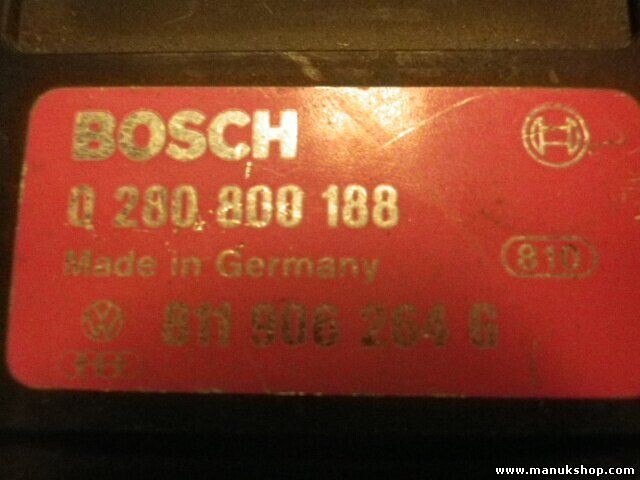 BOSCH
0 280 800 188
Made in Germany
810
811 906 264 G
www.manukshop.com